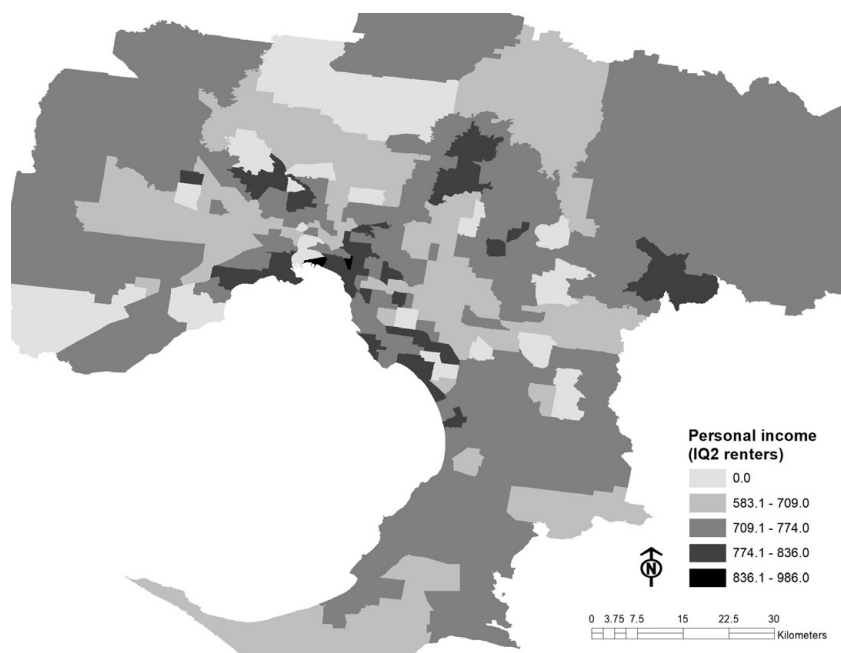 Personal income
(IQ2 renters)
0.0
583.1 - 709.0
709.1 - 774.0
774.1 - 836.0
836.1 - 986.0
N
0 3.75 7.5 15 22.5 30
Kilometers